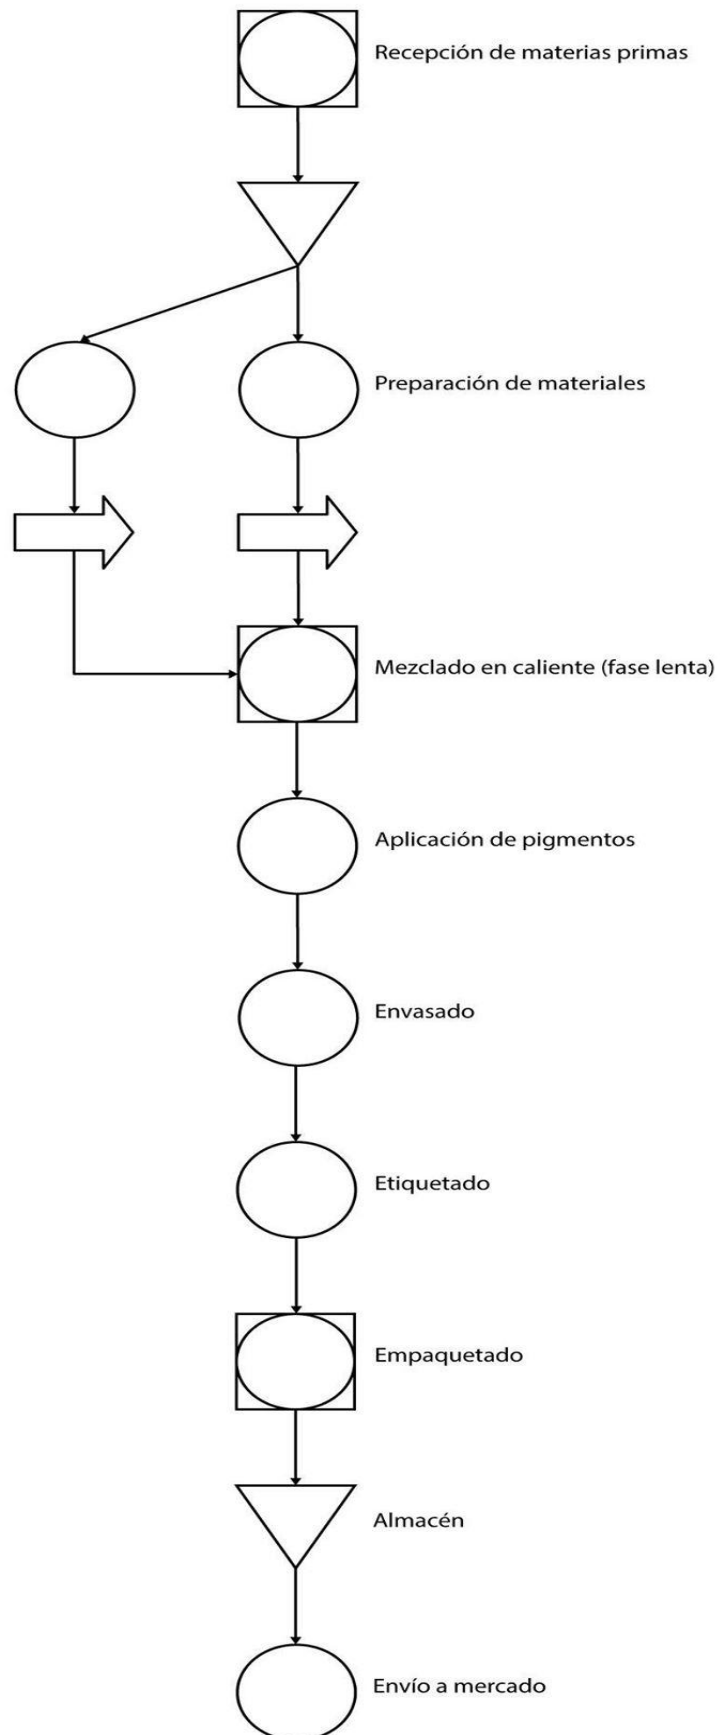 Recepción de materias primas
Preparación de materiales
Mezclado en caliente (fase lenta)
Aplicación de pigmentos
Envasado
Etiquetado
Empaquetado
Almacén
Envío a mercado